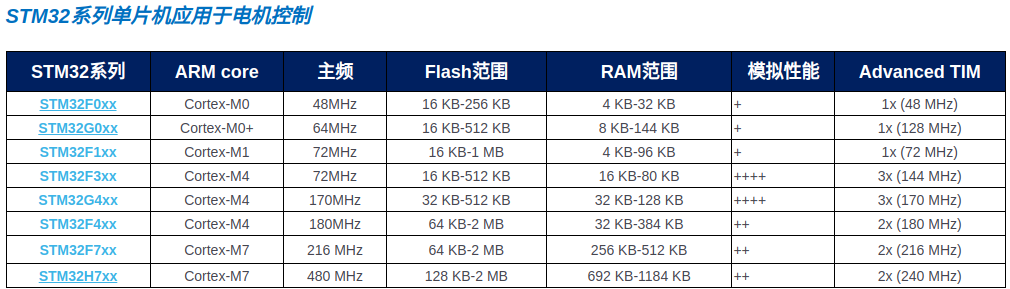 STM32系列单片机应用于电机控制
STM32系列 ARM core 主频 Flash范围 RAM范围 模拟性能 Advanced TIM
STM32F0xx Cortex-M0 48MHz 16 KB-256 KB 4 KB-32 KB + 1x (48 MHz)
STM32G0xx Cortex-M0+ 64MHz 16 KB-512 KB 8 KB-144 KB + 1x (128 MHz)
STM32F1xx Cortex-M1 72MHz 16 KB-1 MB 4 KB-96 KB + 1x (72 MHz)
STM32F3xx Cortex-M4 72MHz 16 KB-512 KB 16 KB-80 KB ++++ 3x (144 MHz)
STM32G4xx Cortex-M4 170MHz 32 KB-512 KB 32 KB-128 KB ++++ 3x (170 MHz)
STM32F4xx Cortex-M4 180MHz 64 KB-2 MB 32 KB-384 KB ++ 2x (180 MHz)
STM32F7xx Cortex-M7 216 MHz 64 KB-2 MB 256 KB-512 KB ++ 2x (216 MHz)
STM32H7xx Cortex-M7 480 MHz 128 KB-2 MB 692 KB-1184 KB ++ 2x (240 MHz)